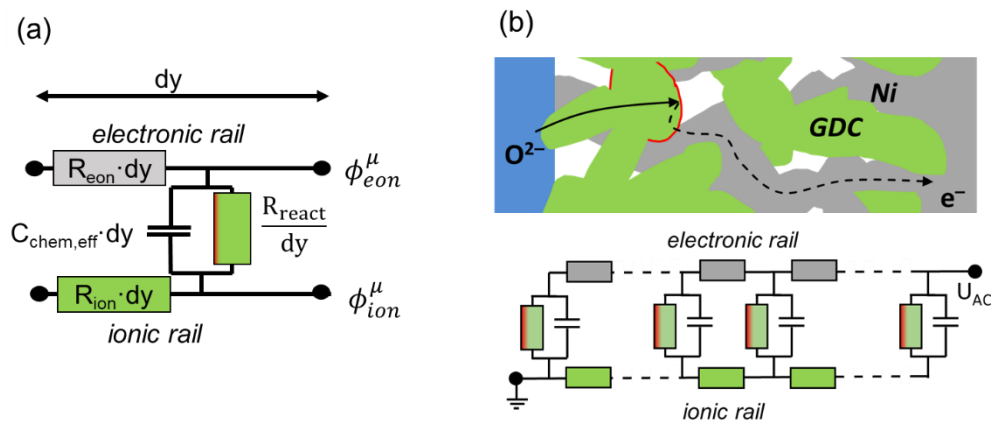 (a)
dy
electronic rail
R_eon·dy
ϕ^μ_eon
C_chem,eff·dy
R_react
dy
R_ion·dy
ϕ^μ_ion
ionic rail
(b)
Ni
GDC
O²⁻
e⁻
electronic rail
U_AC
ionic rail